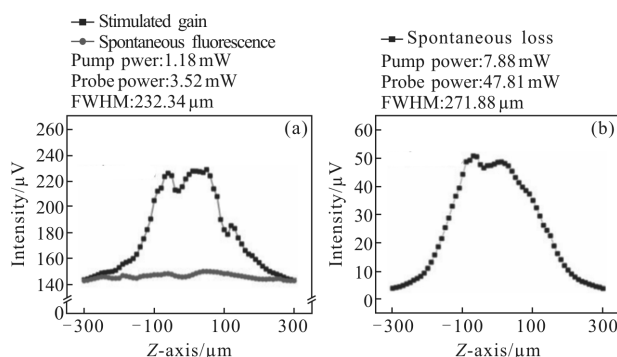 Stimulated gain
Spontaneous fluorescence
Pump pwer:1.18 mW
Probe power:3.52 mW
FWHM:232.34 μm
(a)
Intensity/μV
260
240
220
200
180
160
140
0
−300
−100
100
300
Z-axis/μm
Spontaneous loss
Pump power:7.88 mW
Probe power:47.81 mW
FWHM:271.88 μm
(b)
Intensity/μV
60
50
40
30
20
10
0
−300
−100
100
300
Z-axis/μm